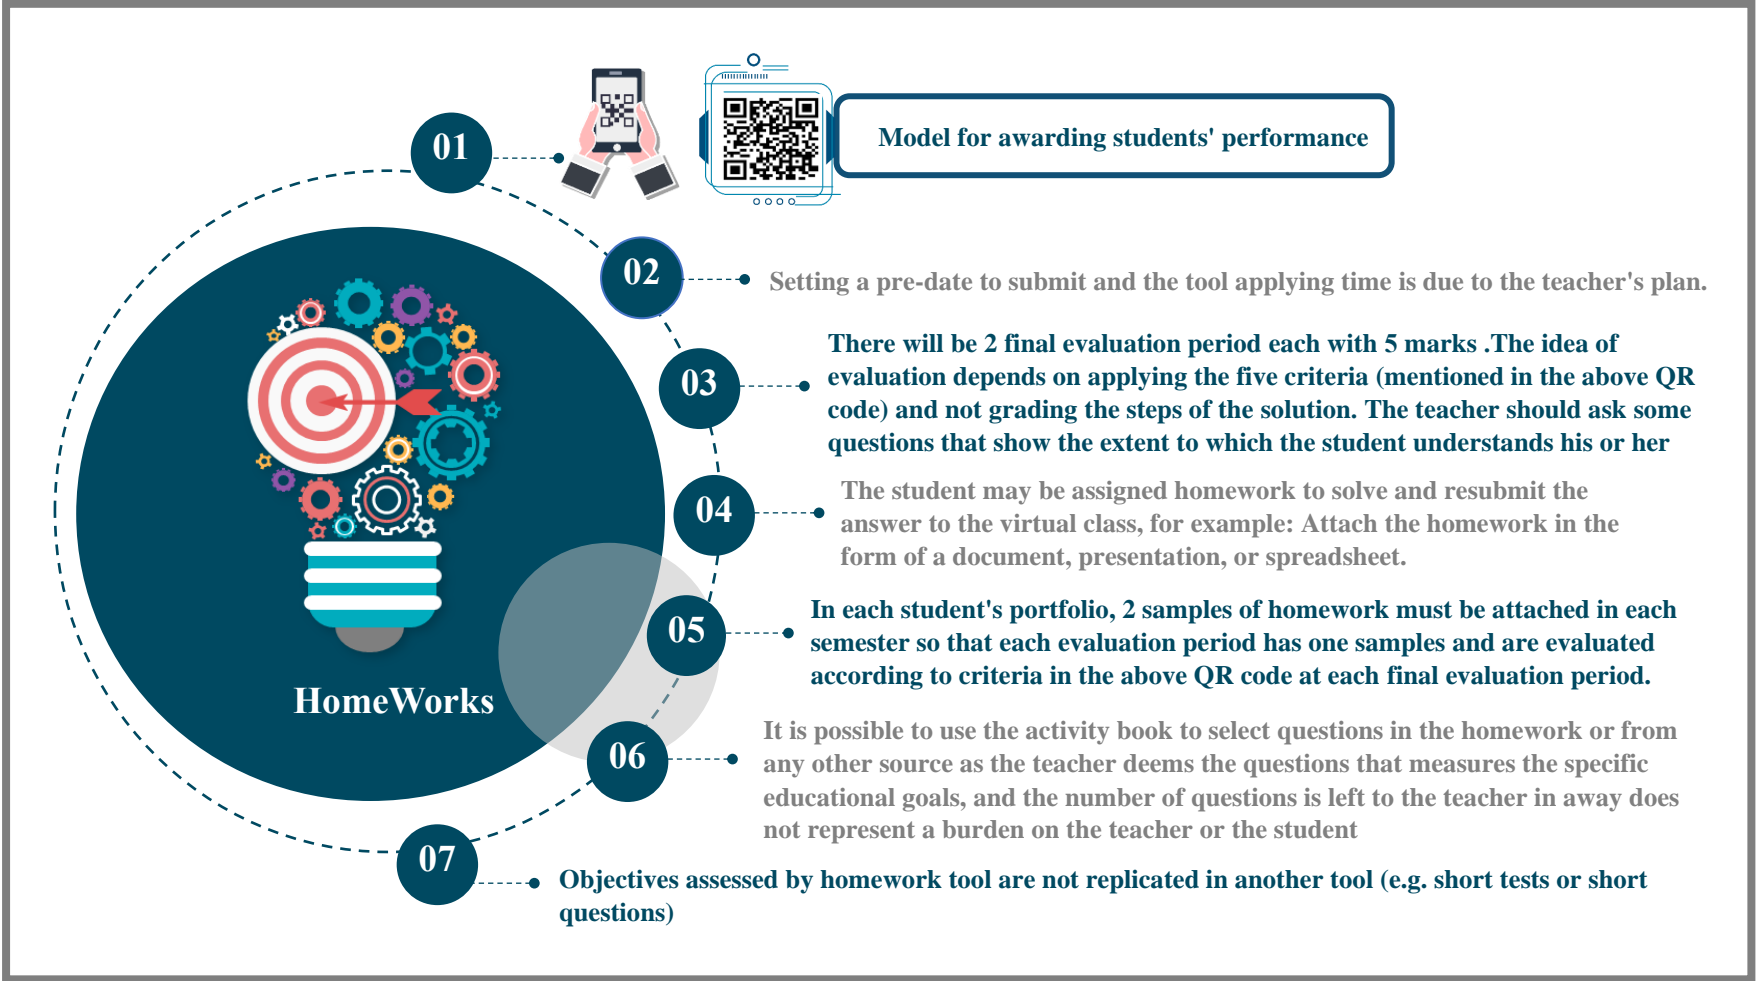 01
Model for awarding students' performance
02
Setting a pre-date to submit and the tool applying time is due to the teacher's plan.
03
There will be 2 final evaluation period each with 5 marks .The idea of
evaluation depends on applying the five criteria (mentioned in the above QR
code) and not grading the steps of the solution. The teacher should ask some
questions that show the extent to which the student understands his or her
04
The student may be assigned homework to solve and resubmit the
answer to the virtual class, for example: Attach the homework in the
form of a document, presentation, or spreadsheet.
05
In each student's portfolio, 2 samples of homework must be attached in each
semester so that each evaluation period has one samples and are evaluated
according to criteria in the above QR code at each final evaluation period.
HomeWorks
06
It is possible to use the activity book to select questions in the homework or from
any other source as the teacher deems the questions that measures the specific
educational goals, and the number of questions is left to the teacher in away does
not represent a burden on the teacher or the student
07
Objectives assessed by homework tool are not replicated in another tool (e.g. short tests or short
questions)